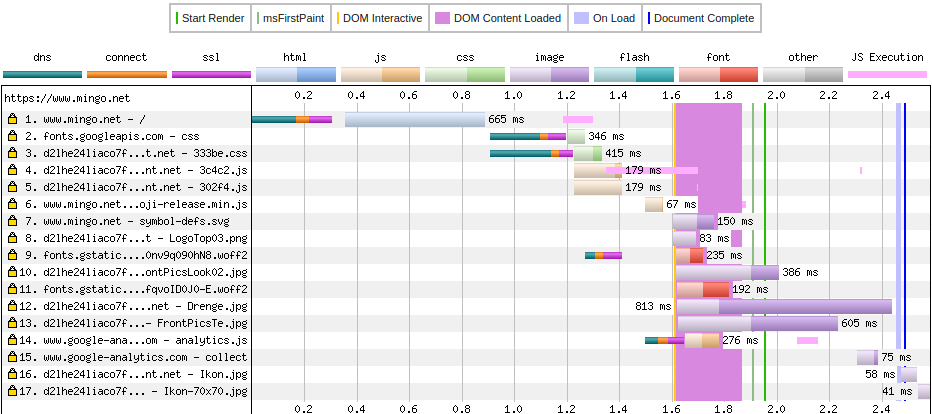 Start Render msFirstPaint DOM Interactive DOM Content Loaded On Load Document Complete
dns connect ssl html js css image flash font other JS Execution
https://www.mingo.net 0.2 0.4 0.6 0.8 1.0 1.2 1.4 1.6 1.8 2.0 2.2 2.4
1. www.mingo.net - / 665 ms
2. fonts.googleapis.com - css 346 ms
3. d2lhe24liaco7f...t.net - 333be.css 415 ms
4. d2lhe24liaco7f...nt.net - 3c4c2.js 179 ms
5. d2lhe24liaco7f...nt.net - 302f4.js 179 ms
6. www.mingo.net...oji-release.min.js 67 ms
7. www.mingo.net - symbol-defs.svg 150 ms
8. d2lhe24liaco7f...t - LogoTop03.png 83 ms
9. fonts.gstatic....0nv9q090hN8.woff2 235 ms
10. d2lhe24liaco7f...ontPicsLook02.jpg 386 ms
11. fonts.gstatic....fqvoID0J0-E.woff2 192 ms
12. d2lhe24liaco7f....net - Drenge.jpg 813 ms
13. d2lhe24liaco7f...- FrontPicsTe.jpg 605 ms
14. www.google-ana...om - analytics.js 276 ms
15. www.google-analytics.com - collect 75 ms
16. d2lhe24liaco7f...nt.net - Ikon.jpg 58 ms
17. d2lhe24liaco7f... - Ikon-70x70.jpg 41 ms
0.2 0.4 0.6 0.8 1.0 1.2 1.4 1.6 1.8 2.0 2.2 2.4